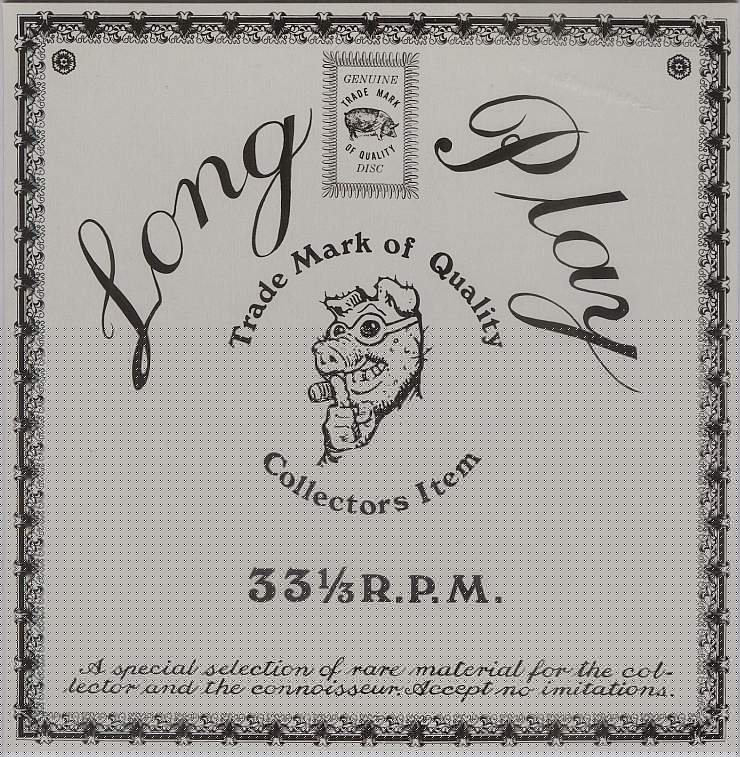 GENUINE
TRADE MARK
OF QUALITY
DISC
Long Play
Trade Mark of Quality
Collectors Item
33⅓ R.P.M.
A special selection of rare material for the col-
lector and the connoisseur. Accept no imitations.